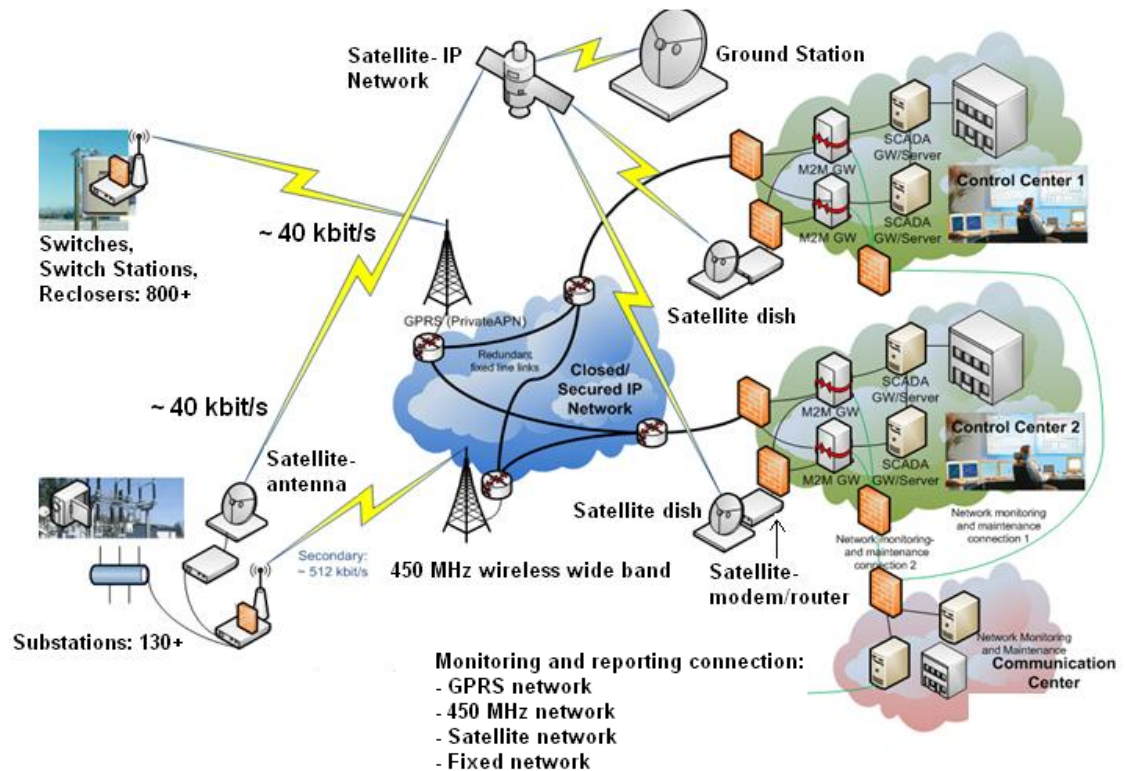 Satellite- IP
Network
Ground Station
SCADA
GW/Server
M2M GW
Control Center 1
M2M GW
SCADA
GW/Server
~ 40 kbit/s
Switches,
Switch Stations,
Reclosers: 800+
Satellite dish
GPRS (PrivateAPN)
Redundant
fixed line links
Closed/
Secured IP
Network
~ 40 kbit/s
SCADA
GW/Server
M2M GW
Control Center 2
M2M GW
SCADA
GW/Server
Satellite-
antenna
Satellite dish
Network monitoring
and maintenance
connection 1
Network monitoring
and maintenance
connection 2
Secondary:
~ 512 kbit/s
450 MHz wireless wide band
Satellite-
modem/router
Substations: 130+
Network Monitoring
and Maintenance
Communication
Center
Monitoring and reporting connection:
- GPRS network
- 450 MHz network
- Satellite network
- Fixed network